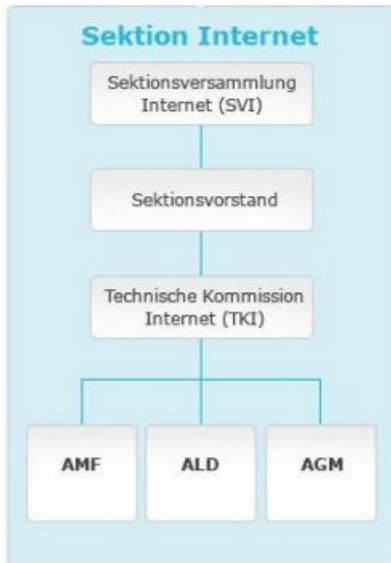 Sektion Internet
Sektionsversammlung
Internet (SVI)
Sektionsvorstand
Technische Kommission
Internet (TKI)
AMF
ALD
AGM